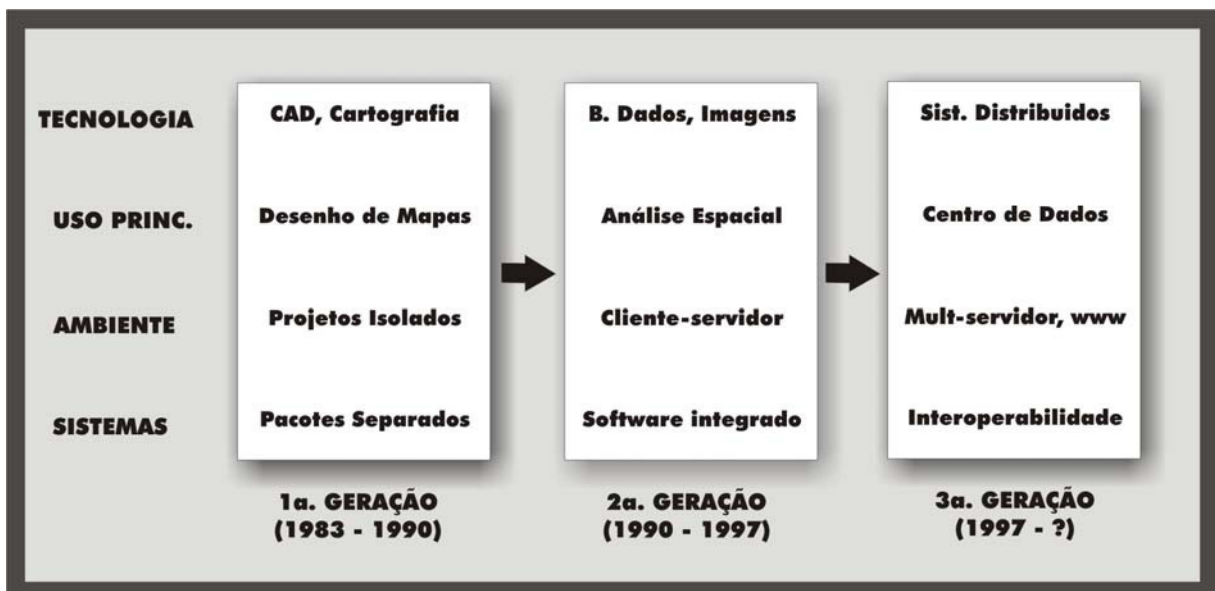 TECNOLOGIA
CAD, Cartografia
B. Dados, Imagens
Sist. Distribuidos
USO PRINC.
Desenho de Mapas
Análise Espacial
Centro de Dados
AMBIENTE
Projetos Isolados
Cliente-servidor
Mult-servidor, www
SISTEMAS
Pacotes Separados
Software integrado
Interoperabilidade
1a. GERAÇÃO
(1983 - 1990)
2a. GERAÇÃO
(1990 - 1997)
3a. GERAÇÃO
(1997 - ?)